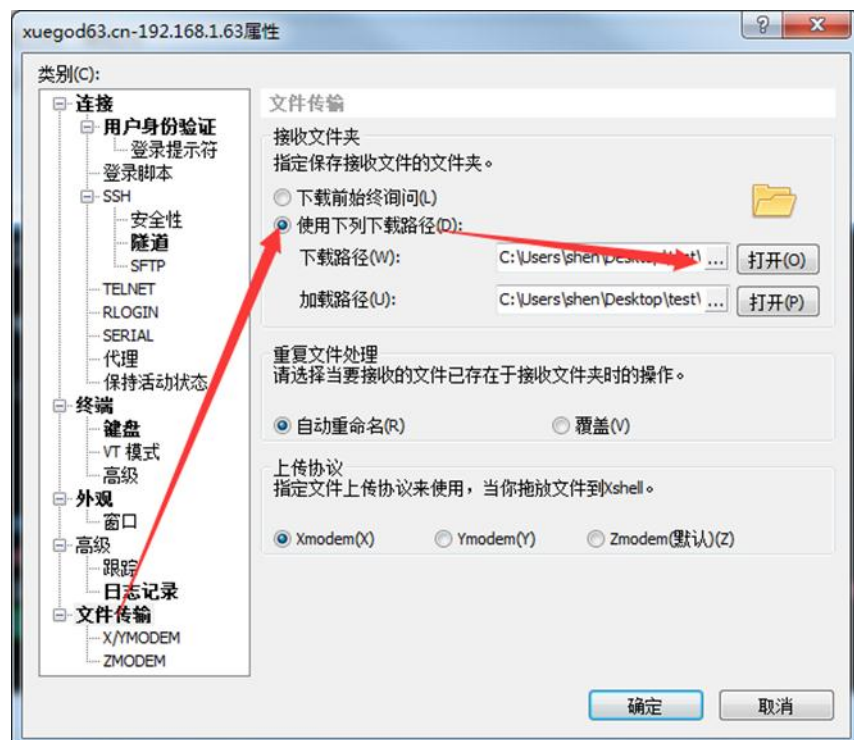 xuegod63.cn-192.168.1.63属性
类别(C):
连接
用户身份验证
登录提示符
登录脚本
SSH
安全性
隧道
SFTP
TELNET
RLOGIN
SERIAL
代理
保持活动状态
终端
键盘
VT 模式
高级
外观
窗口
高级
跟踪
日志记录
文件传输
X/YMODEM
ZMODEM
文件传输
接收文件夹
指定保存接收文件的文件夹。
下载前始终询问(L)
使用下列下载路径(D):
下载路径(W): C:\Users\shen\Desktop\test\ ... 打开(O)
加载路径(U): C:\Users\shen\Desktop\test\ ... 打开(P)
重复文件处理
请选择当要接收的文件已存在于接收文件夹时的操作。
自动重命名(R) 覆盖(V)
上传协议
指定文件上传协议来使用，当你拖放文件到Xshell。
Xmodem(X) Ymodem(Y) Zmodem(默认)(Z)
确定 取消